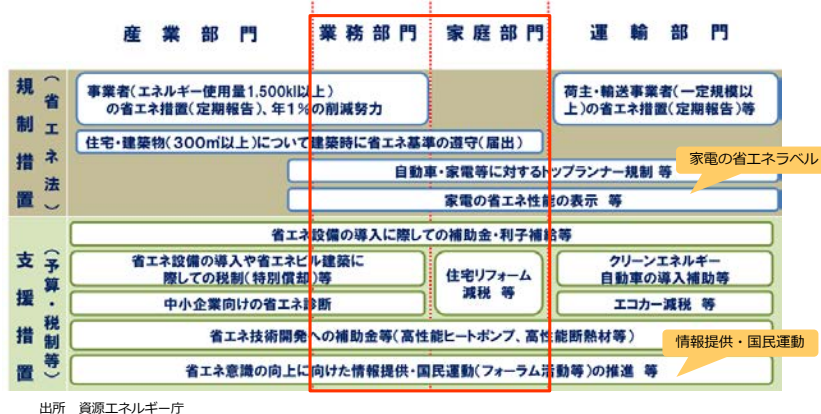 産業部門
業務部門
家庭部門
運輸部門
規制措置
（省エネ法）
事業者(エネルギー使用量1,500kl以上)
の省エネ措置(定期報告)、年1％の削減努力
荷主・輸送事業者(一定規模以
上)の省エネ措置(定期報告)等
住宅・建築物(300㎡以上)について建築時に省エネ基準の遵守(届出)
自動車・家電等に対するトップランナー規制 等
家電の省エネラベル
家電の省エネ性能の表示 等
支援措置
（予算・税制等）
省エネ設備の導入に際しての補助金・利子補給等
省エネ設備の導入や省エネビル建築に
際しての税制(特別償却)等
住宅リフォーム
減税 等
クリーンエネルギー
自動車の導入補助等
中小企業向けの省エネ診断
エコカー減税 等
省エネ技術開発への補助金等(高性能ヒートポンプ、高性能断熱材等)
情報提供・国民運動
省エネ意識の向上に向けた情報提供・国民運動(フォーラム活動等)の推進 等
出所 資源エネルギー庁